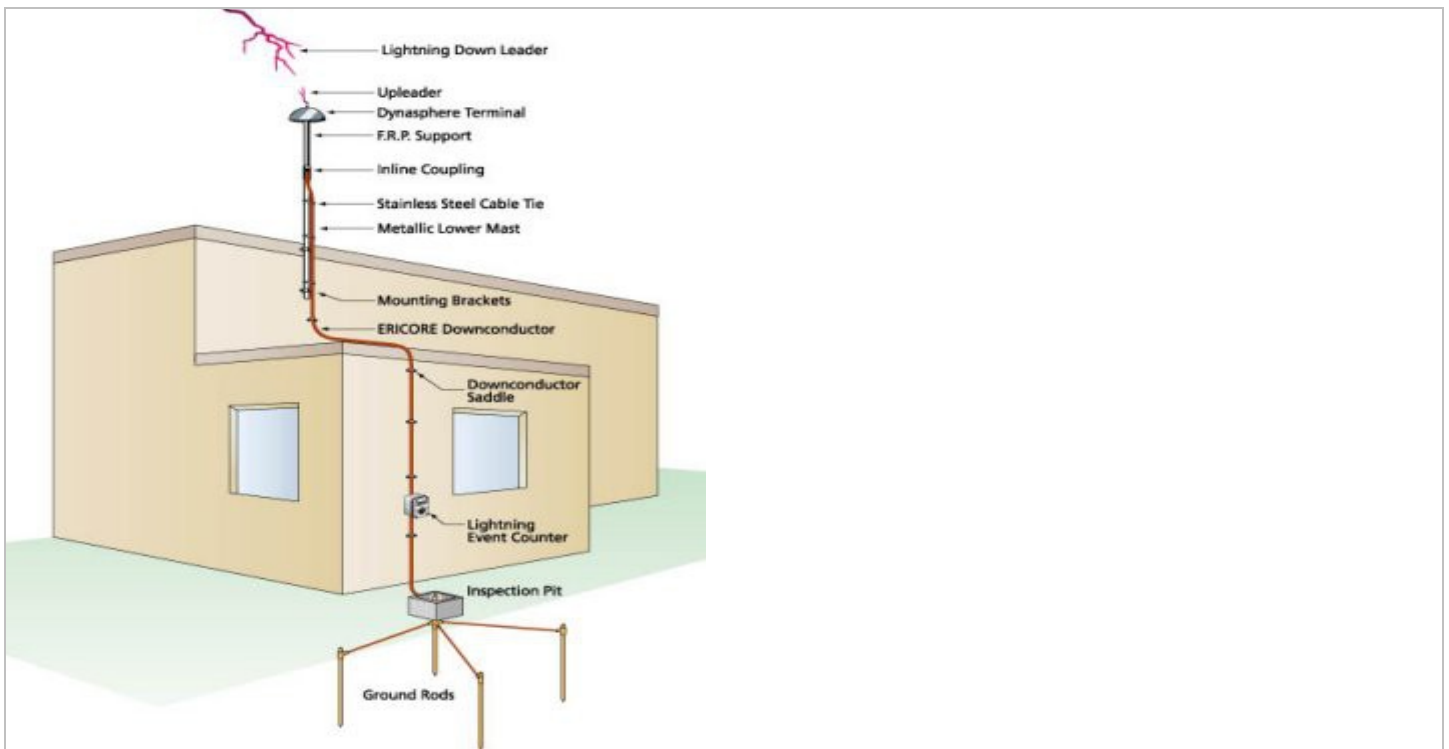 Lightning Down Leader
Upleader
Dynasphere Terminal
F.R.P. Support
Inline Coupling
Stainless Steel Cable Tie
Metallic Lower Mast
Mounting Brackets
ERICORE Downconductor
Downconductor
Saddle
Lightning
Event Counter
Inspection Pit
Ground Rods